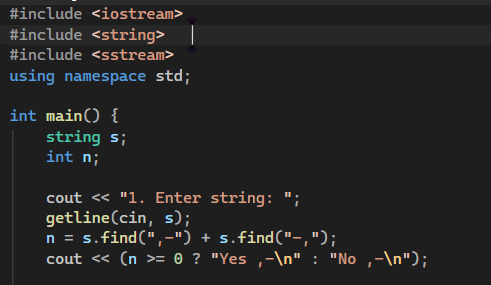 #include <iostream>
#include <string>
#include <sstream>
using namespace std;
int main() {
string s;
int n;
cout << "1. Enter string: ";
getline(cin, s);
n = s.find(",-") + s.find("-,");
cout << (n >= 0 ? "Yes ,-\n" : "No ,-\n");